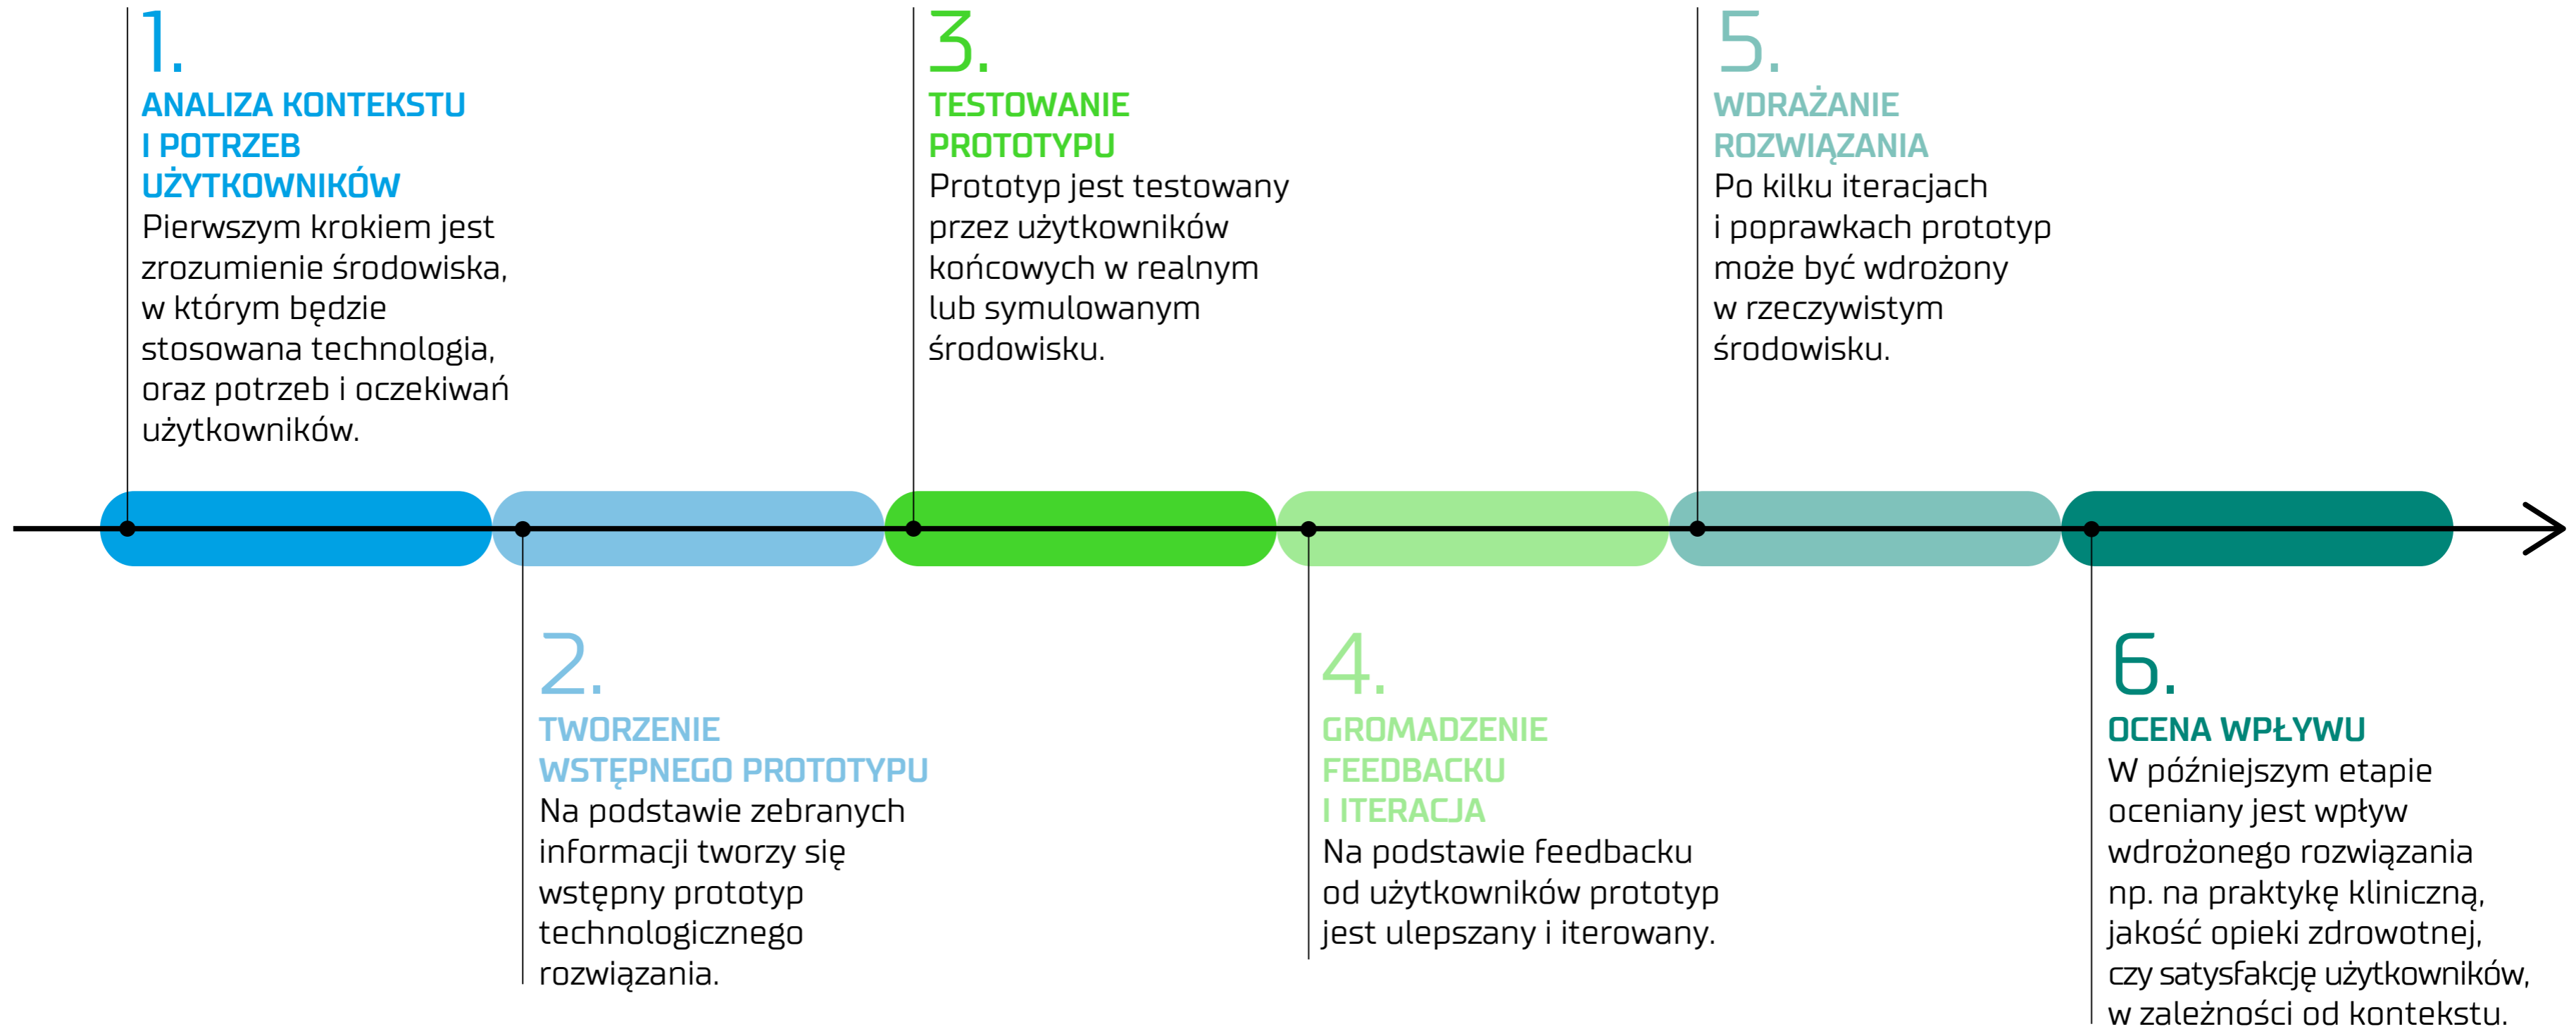 1.
ANALIZA KONTEKSTU
I POTRZEB
UŻYTKOWNIKÓW
Pierwszym krokiem jest
zrozumienie środowiska,
w którym będzie
stosowana technologia,
oraz potrzeb i oczekiwań
użytkowników.
2.
TWORZENIE
WSTĘPNEGO PROTOTYPU
Na podstawie zebranych
informacji tworzy się
wstępny prototyp
technologicznego
rozwiązania.
3.
TESTOWANIE
PROTOTYPU
Prototyp jest testowany
przez użytkowników
końcowych w realnym
lub symulowanym
środowisku.
4.
GROMADZENIE
FEEDBACKU
I ITERACJA
Na podstawie feedbacku
od użytkowników prototyp
jest ulepszany i iterowany.
5.
WDRAŻANIE
ROZWIĄZANIA
Po kilku iteracjach
i poprawkach prototyp
może być wdrożony
w rzeczywistym
środowisku.
6.
OCENA WPŁYWU
W późniejszym etapie
oceniany jest wpływ
wdrożonego rozwiązania
np. na praktykę kliniczną,
jakość opieki zdrowotnej,
czy satysfakcję użytkowników,
w zależności od kontekstu.